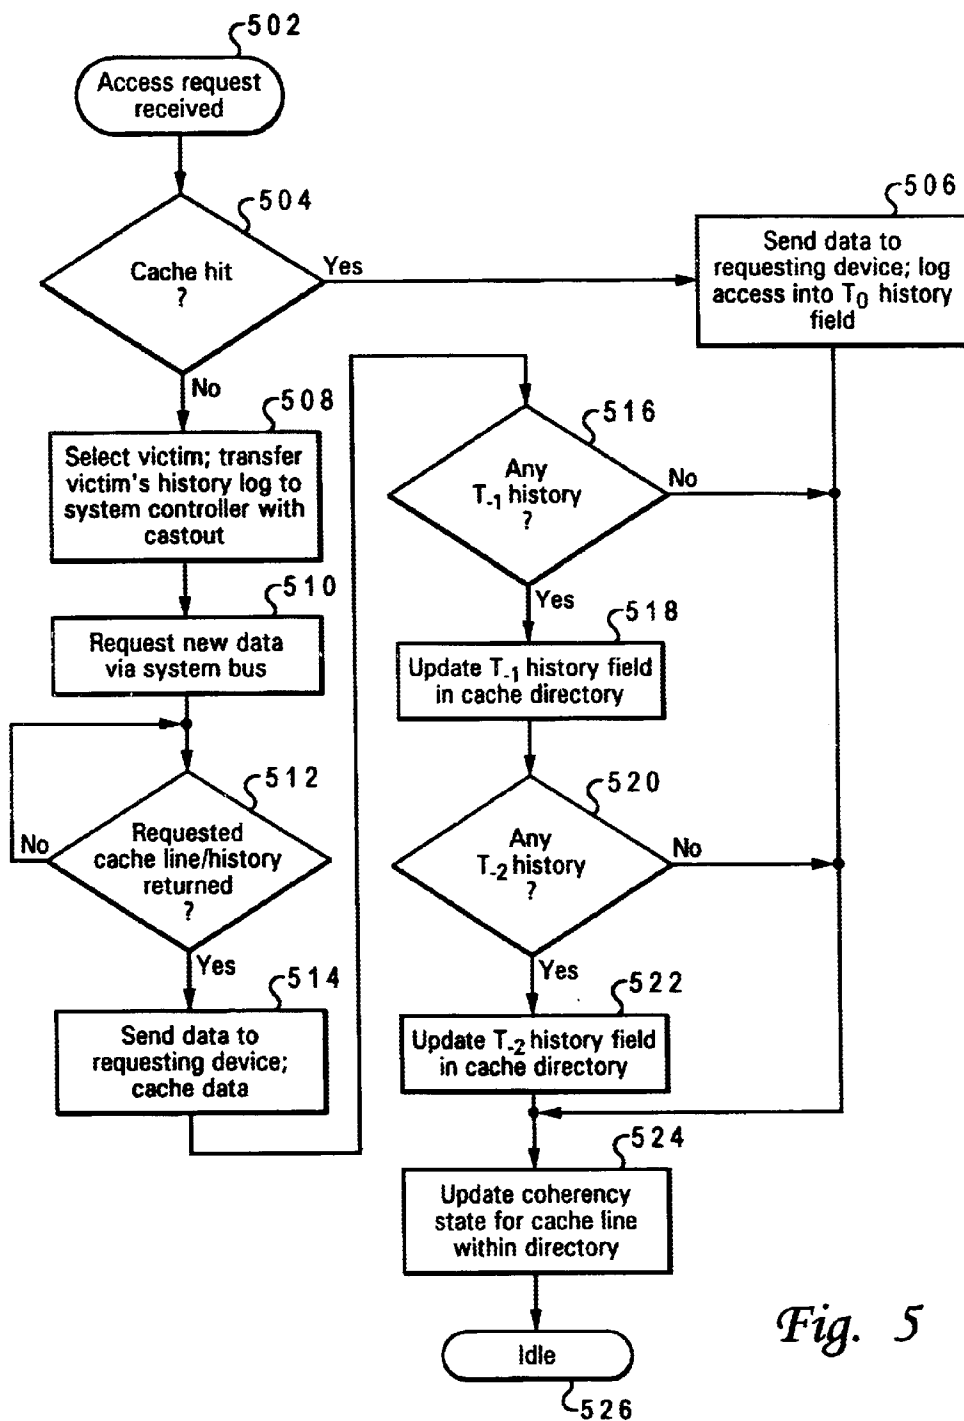 502
Access request
received
504
Cache hit
?
Yes
506
Send data to
requesting device; log
access into T0 history
field
No
508
Select victim; transfer
victim's history log to
system controller with
castout
510
Request new data
via system bus
512
Requested
cache line/history
returned
?
No
Yes
514
Send data to
requesting device;
cache data
516
Any
T-1 history
?
No
Yes
518
Update T-1 history field
in cache directory
520
Any
T-2 history
?
No
Yes
522
Update T-2 history field
in cache directory
524
Update coherency
state for cache line
within directory
Idle
526
Fig. 5